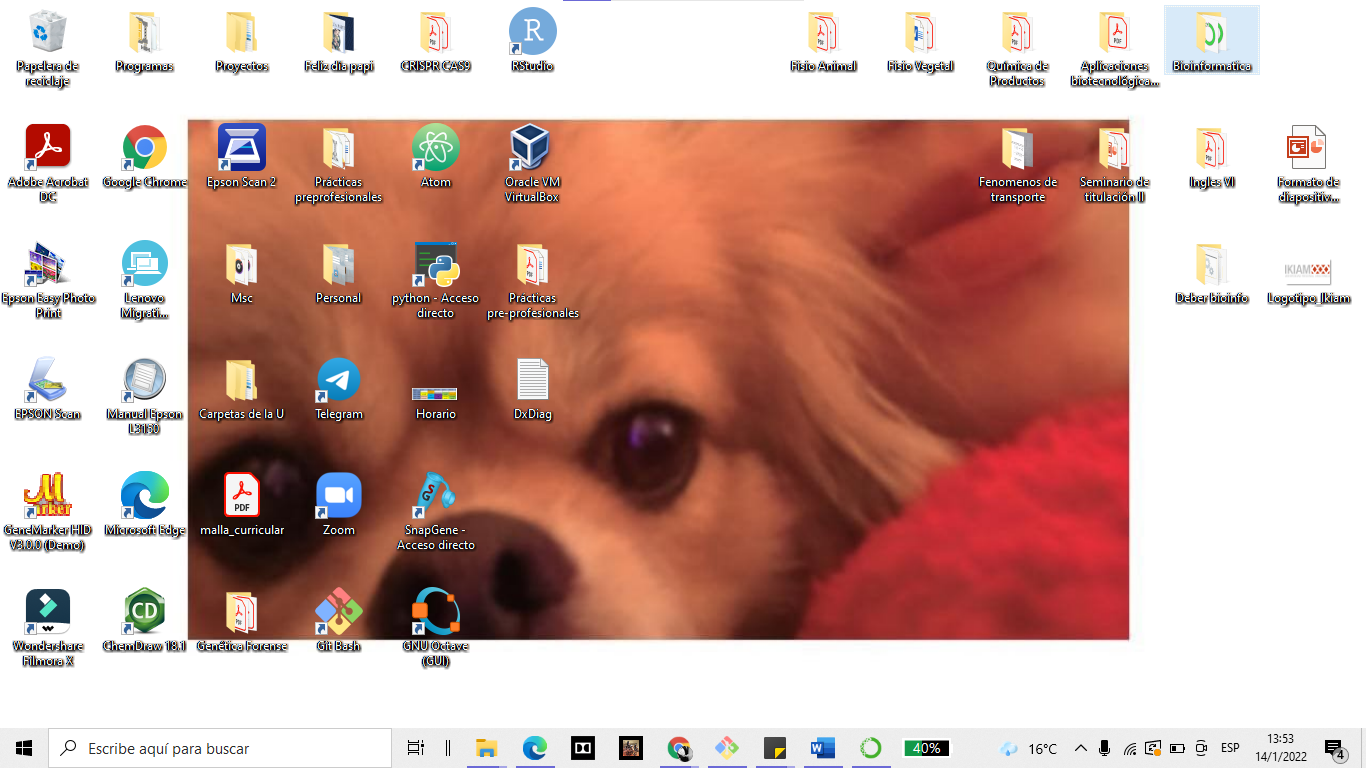 Papelera de
reciclaje
Programas
Proyectos
Feliz dia papi
CRISPR CAS9
R
RStudio
Fisio Animal
Fisio Vegetal
Química de
Productos
Aplicaciones
biotecnológica...
Bioinformatica
Adobe Acrobat
DC
Google Chrome
Epson Scan 2
Prácticas
preprofesionales
Atom
Oracle VM
VirtualBox
Fenomenos de
transporte
Seminario de
titulación II
Ingles VI
Formato de
diapositiv...
Epson Easy Photo
Print
Lenovo
Migrati...
Msc
Personal
python - Acceso
directo
Prácticas
pre-profesionales
Deber bioinfo
IKIAM
Logotipo_Ikiam
EPSON Scan
Manual Epson
L3150
Carpetas de la U
Telegram
Horario
DxDiag
GeneMarker HID
V3.0.0 (Demo)
Microsoft Edge
PDF
malla_curricular
Zoom
SnapGene -
Acceso directo
Wondershare
Filmora X
CD
ChemDraw 18.1
Genética Forense
Git Bash
GNU Octave
(GUI)
Escribe aquí para buscar
40%
16°C
ESP
13:53
14/1/2022
4